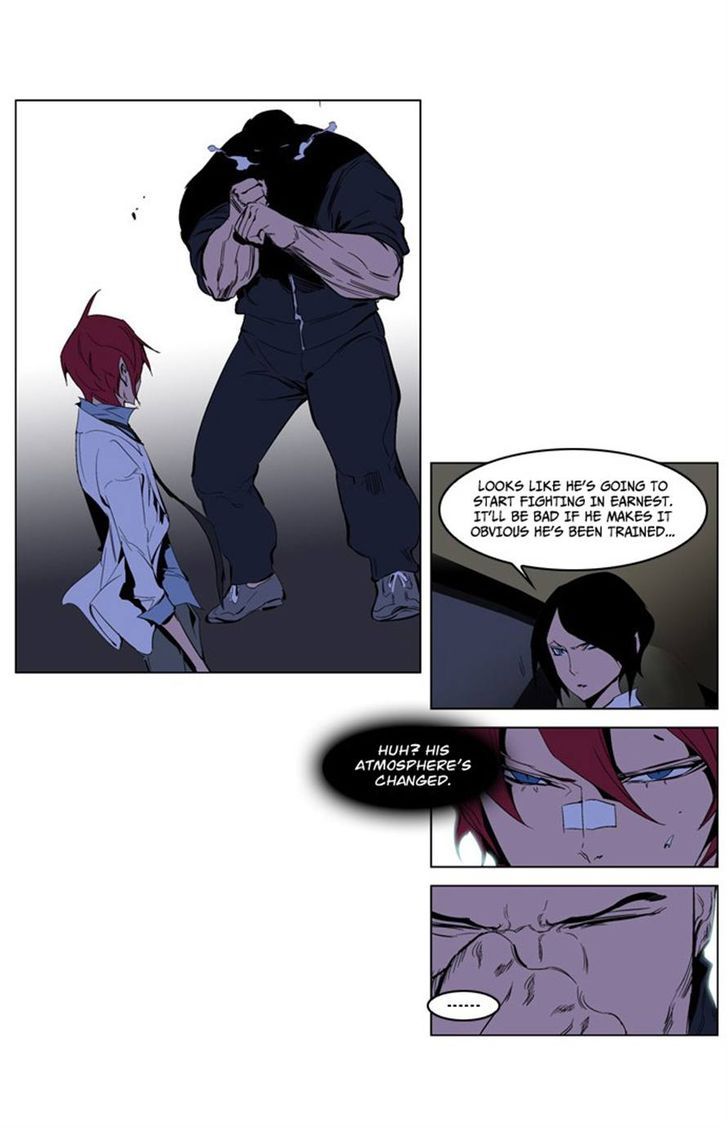 LOOKS LIKE HE'S GOING TO
START FIGHTING IN EARNEST.
IT'LL BE BAD IF HE MAKES IT
OBVIOUS HE'S BEEN TRAINED...
HUH? HIS
ATMOSPHERE'S
CHANGED.
------